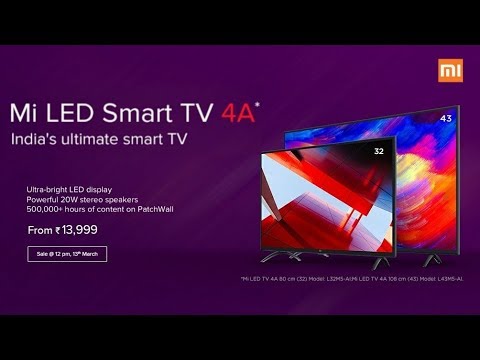 mi
Mi LED Smart TV 4A*
India's ultimate smart TV
43
32
Ultra-bright LED display
Powerful 20W stereo speakers
500,000+ hours of content on PatchWall
From ₹ 13,999
Sale @ 12 pm, 13th March
*Mi LED TV 4A 80 cm (32) Model: L32M5-AI,Mi LED TV 4A 108 cm (43) Model: L43M5-AI.